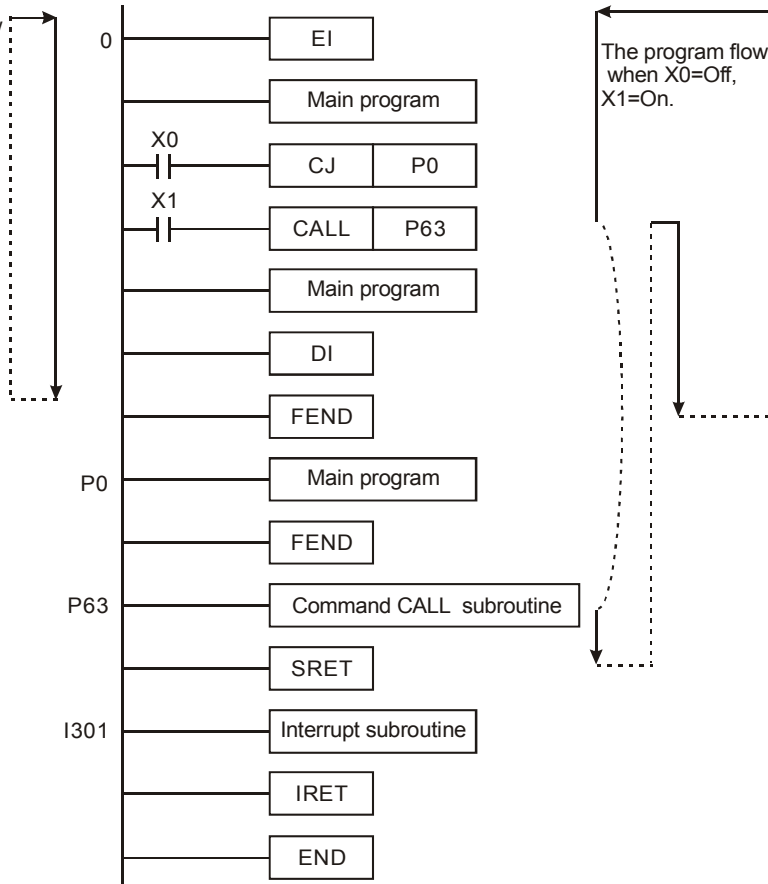 0
EI
The program flow
when X0=Off,
X1=On.
Main program
X0
CJ P0
X1
CALL P63
Main program
DI
FEND
P0
Main program
FEND
P63
Command CALL subroutine
SRET
I301
Interrupt subroutine
IRET
END